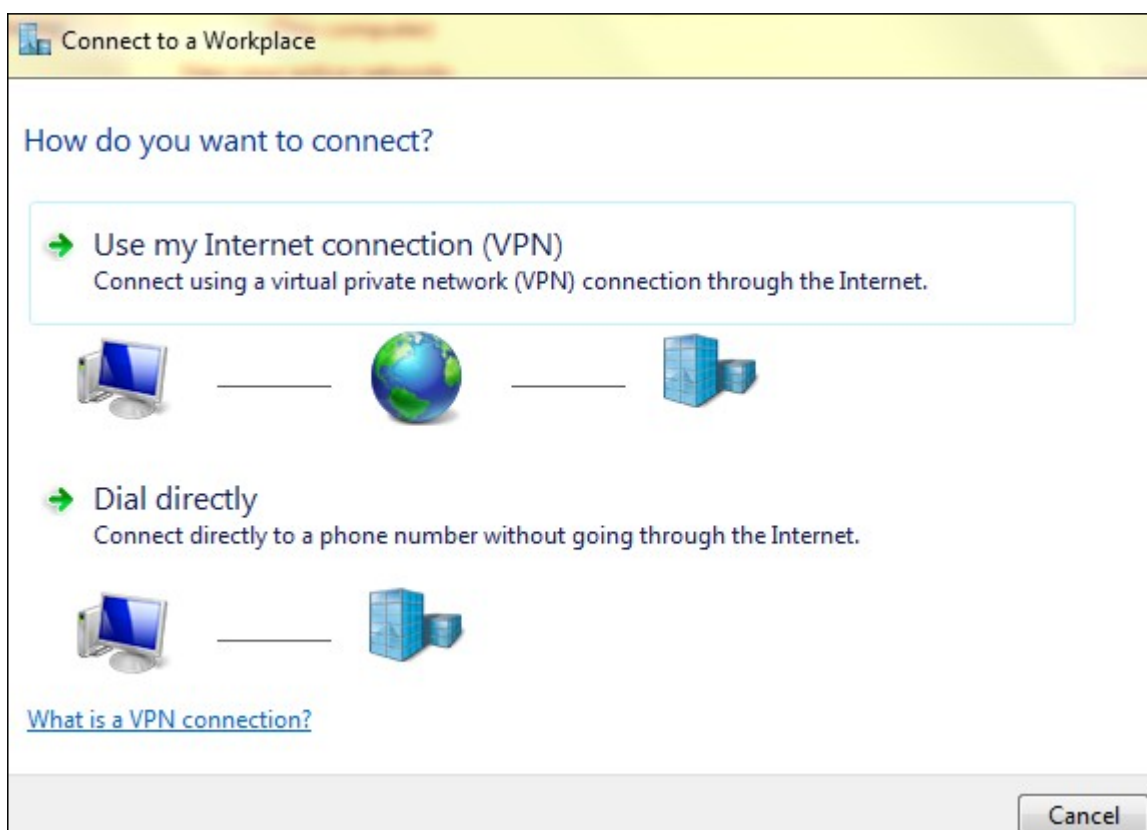 Connect to a Workplace
How do you want to connect?
Use my Internet connection (VPN)
Connect using a virtual private network (VPN) connection through the Internet.
Dial directly
Connect directly to a phone number without going through the Internet.
What is a VPN connection?
Cancel